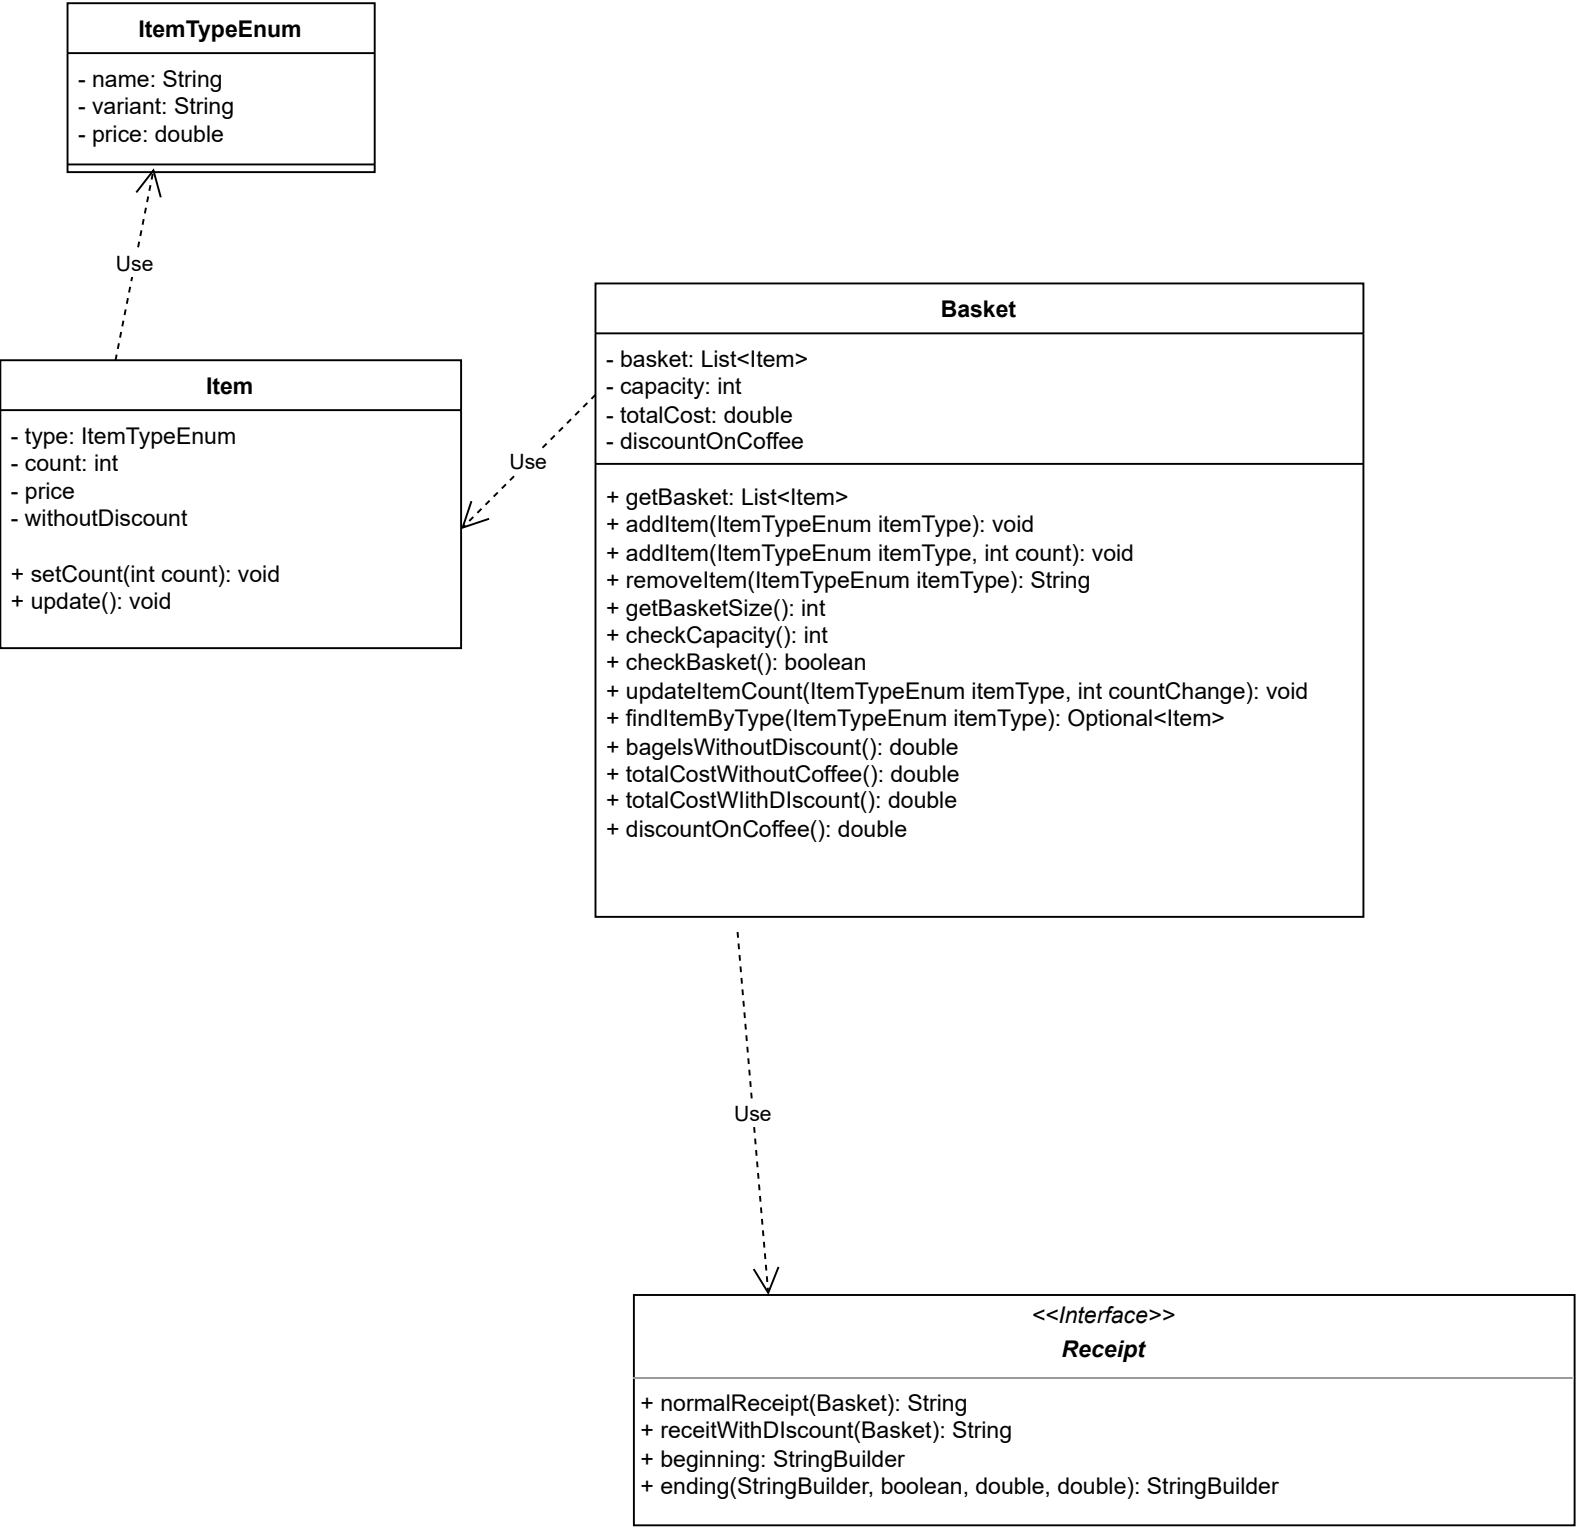 ItemTypeEnum
- name: String
- variant: String
- price: double
Use
Item
- type: ItemTypeEnum
- count: int
- price
- withoutDiscount
+ setCount(int count): void
+ update(): void
Use
Basket
- basket: List<Item>
- capacity: int
- totalCost: double
- discountOnCoffee
+ getBasket: List<Item>
+ addItem(ItemTypeEnum itemType): void
+ addItem(ItemTypeEnum itemType, int count): void
+ removeItem(ItemTypeEnum itemType): String
+ getBasketSize(): int
+ checkCapacity(): int
+ checkBasket(): boolean
+ updateItemCount(ItemTypeEnum itemType, int countChange): void
+ findItemByType(ItemTypeEnum itemType): Optional<Item>
+ bagelsWithoutDiscount(): double
+ totalCostWithoutCoffee(): double
+ totalCostWIithDIscount(): double
+ discountOnCoffee(): double
Use
<<Interface>>
Receipt
+ normalReceipt(Basket): String
+ receitWithDIscount(Basket): String
+ beginning: StringBuilder
+ ending(StringBuilder, boolean, double, double): StringBuilder